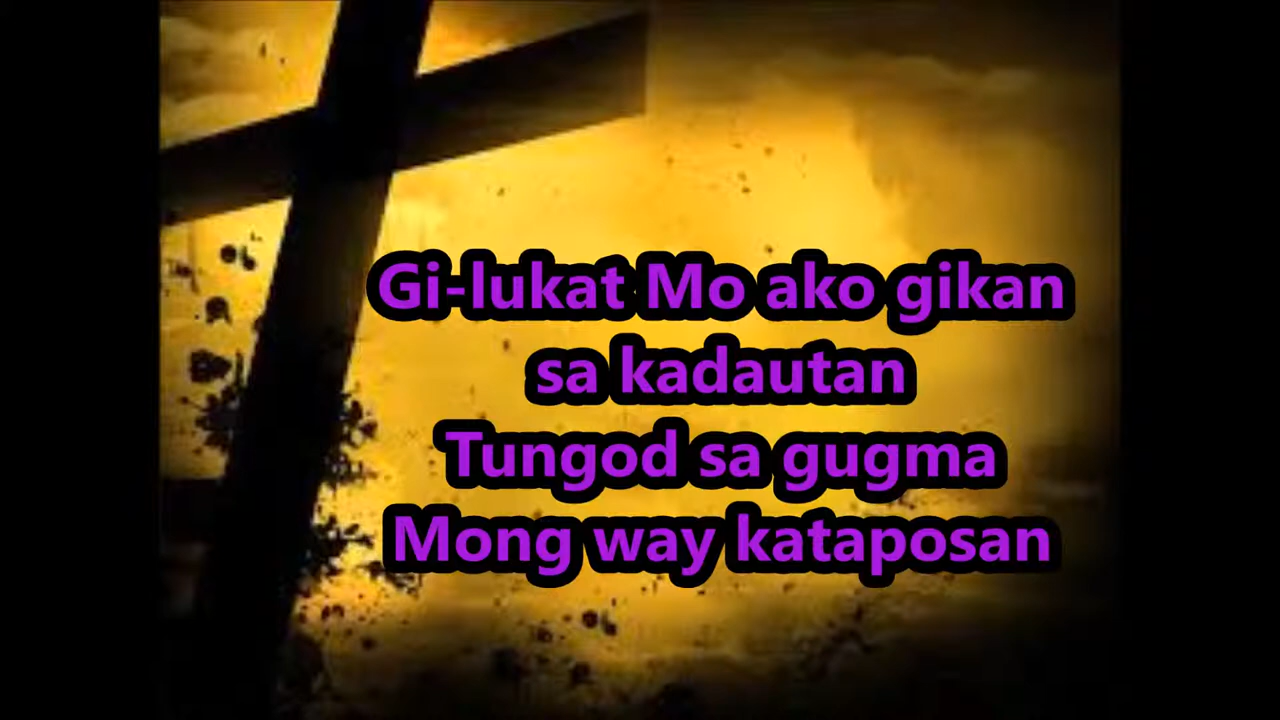 Gi-lukat Mo ako gikan
sa kadautan
Tungod sa gugma
Mong way kataposan